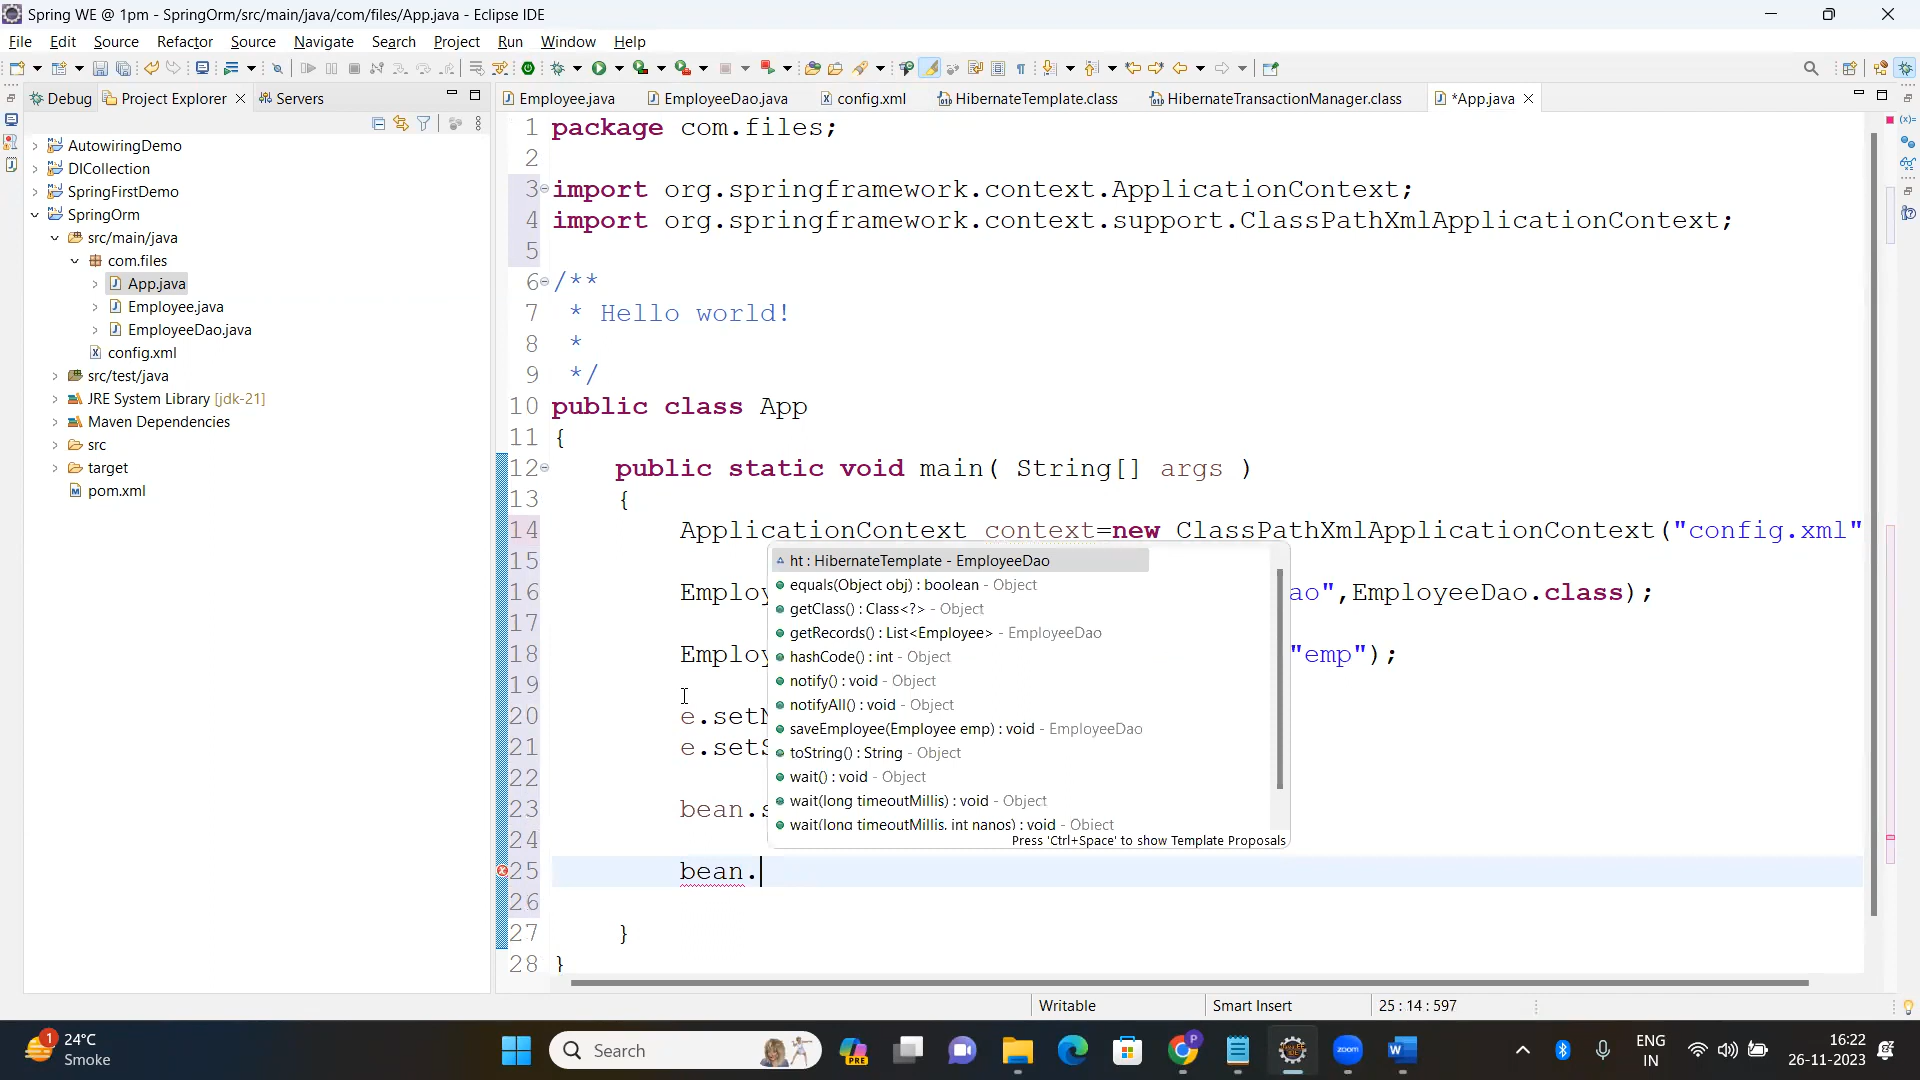 Spring WE @ 1pm - SpringOrm/src/main/java/com/files/App.java - Eclipse IDE
File Edit Source Refactor Source Navigate Search Project Run Window Help
Debug Project Explorer Servers
Employee.java EmployeeDao.java config.xml HibernateTemplate.class HibernateTransactionManager.class *App.java
AutowiringDemo
DICollection
SpringFirstDemo
SpringOrm
src/main/java
com.files
App.java
Employee.java
EmployeeDao.java
config.xml
src/test/java
JRE System Library [jdk-21]
Maven Dependencies
src
target
pom.xml
1 package com.files;
2
3 import org.springframework.context.ApplicationContext;
4 import org.springframework.context.support.ClassPathXmlApplicationContext;
5
6 /**
7 * Hello world!
8 *
9 */
10 public class App
11 {
12 public static void main( String[] args )
13 {
14 ApplicationContext context=new ClassPathXmlApplicationContext("config.xml"
15
16 ao",EmployeeDao.class);
17
18 "emp");
19
20
21
22
23
24
25 bean.
26
27 }
28 }
ht : HibernateTemplate - EmployeeDao
equals(Object obj) : boolean - Object
getClass() : Class<?> - Object
getRecords() : List<Employee> - EmployeeDao
hashCode() : int - Object
notify() : void - Object
notifyAll() : void - Object
saveEmployee(Employee emp) : void - EmployeeDao
toString() : String - Object
wait() : void - Object
wait(long timeoutMillis) : void - Object
wait(long timeoutMillis, int nanos) : void - Object
Press 'Ctrl+Space' to show Template Proposals
Writable Smart Insert 25 : 14 : 597
24°C
Smoke
Search
PRE
zoom
ENG
IN
16:22
26-11-2023